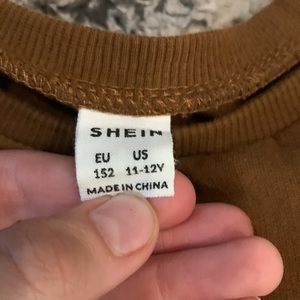 SHEIN
EU US
152 11-12Y
MADE IN CHINA